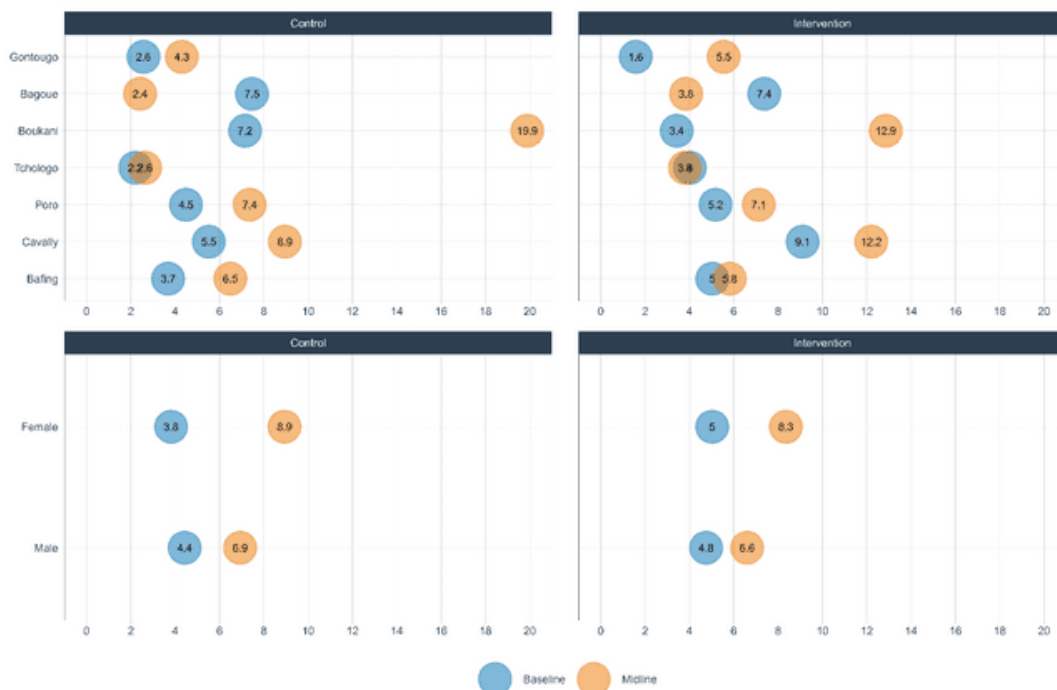 Control Intervention
Gontougo 2.6 4.3 1.6 5.5
Bagoue 2.4 7.5 3.8 7.4
Boukani 7.2 19.9 3.4 12.9
Tchologo 2.2 2.6 3.8 4
Poro 4.5 7.4 5.2 7.1
Cavally 5.5 8.9 9.1 12.2
Bafing 3.7 6.5 5 5.8
0 2 4 6 8 10 12 14 16 18 20 0 2 4 6 8 10 12 14 16 18 20
Control Intervention
Female 3.8 8.9 5 8.3
Male 4.4 6.9 4.8 6.6
0 2 4 6 8 10 12 14 16 18 20 0 2 4 6 8 10 12 14 16 18 20
Baseline Midline